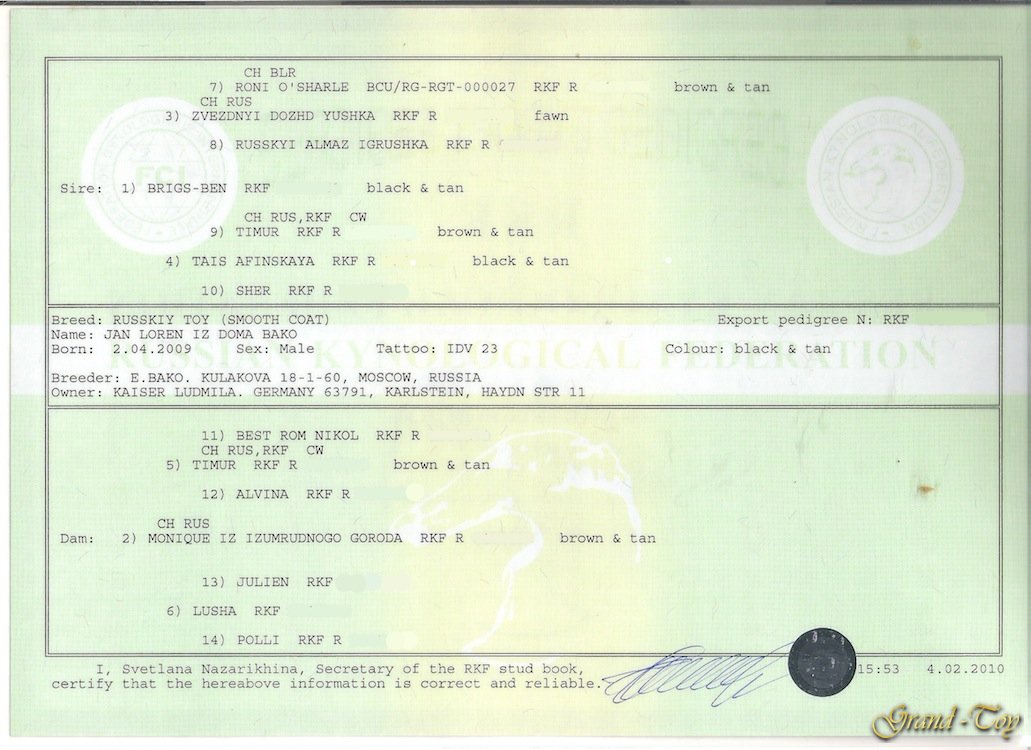 CH BLR
7) RONI O'SHARLE BCU/RG-RGT-000027 RKF R brown & tan
CH RUS
3) ZVEZDNYI DOZHD YUSHKA RKF R fawn
8) RUSSKYI ALMAZ IGRUSHKA RKF R
FCI
Sire: 1) BRIGS-BEN RKF black & tan
CH RUS,RKF CW
9) TIMUR RKF R brown & tan
4) TAIS AFINSKAYA RKF R black & tan
10) SHER RKF R
Breed: RUSSKIY TOY (SMOOTH COAT) Export pedigree N: RKF
Name: JAN LOREN IZ DOMA BAKO
Born: 2.04.2009 Sex: Male Tattoo: IDV 23 Colour: black & tan
RUSSIAN KYNOLOGICAL FEDERATION
Breeder: E.BAKO. KULAKOVA 18-1-60, MOSCOW, RUSSIA
Owner: KAISER LUDMILA. GERMANY 63791, KARLSTEIN, HAYDN STR 11
11) BEST ROM NIKOL RKF R
CH RUS,RKF CW
5) TIMUR RKF R brown & tan
12) ALVINA RKF R
CH RUS
Dam: 2) MONIQUE IZ IZUMRUDNOGO GORODA RKF R brown & tan
13) JULIEN RKF
6) LUSHA RKF
14) POLLI RKF R
I, Svetlana Nazarikhina, Secretary of the RKF stud book, 15:53 4.02.2010
certify that the hereabove information is correct and reliable.
Grand-Toy